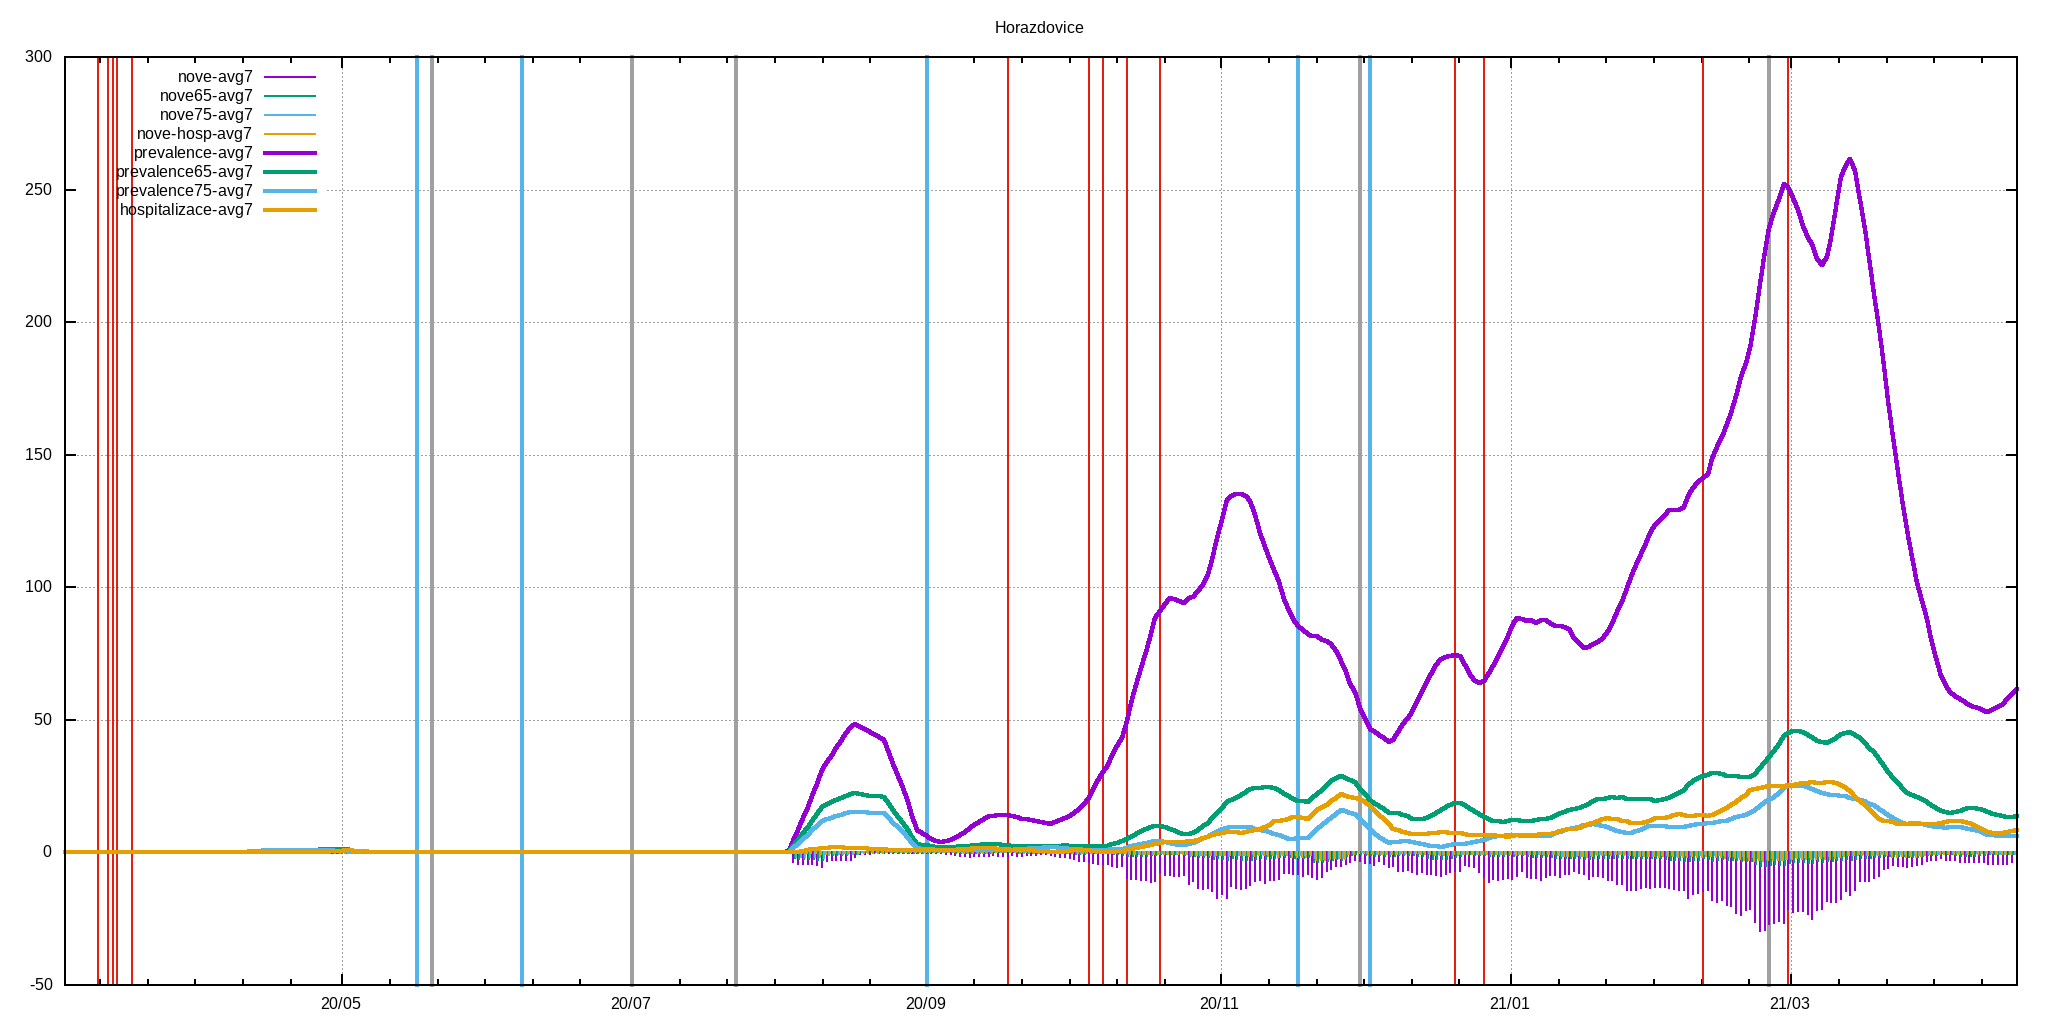 Horazdovice
300
250
200
150
100
50
0
-50
nove-avg7
nove65-avg7
nove75-avg7
nove-hosp-avg7
prevalence-avg7
prevalence65-avg7
prevalence75-avg7
hospitalizace-avg7
20/05 20/07 20/09 20/11 21/01 21/03